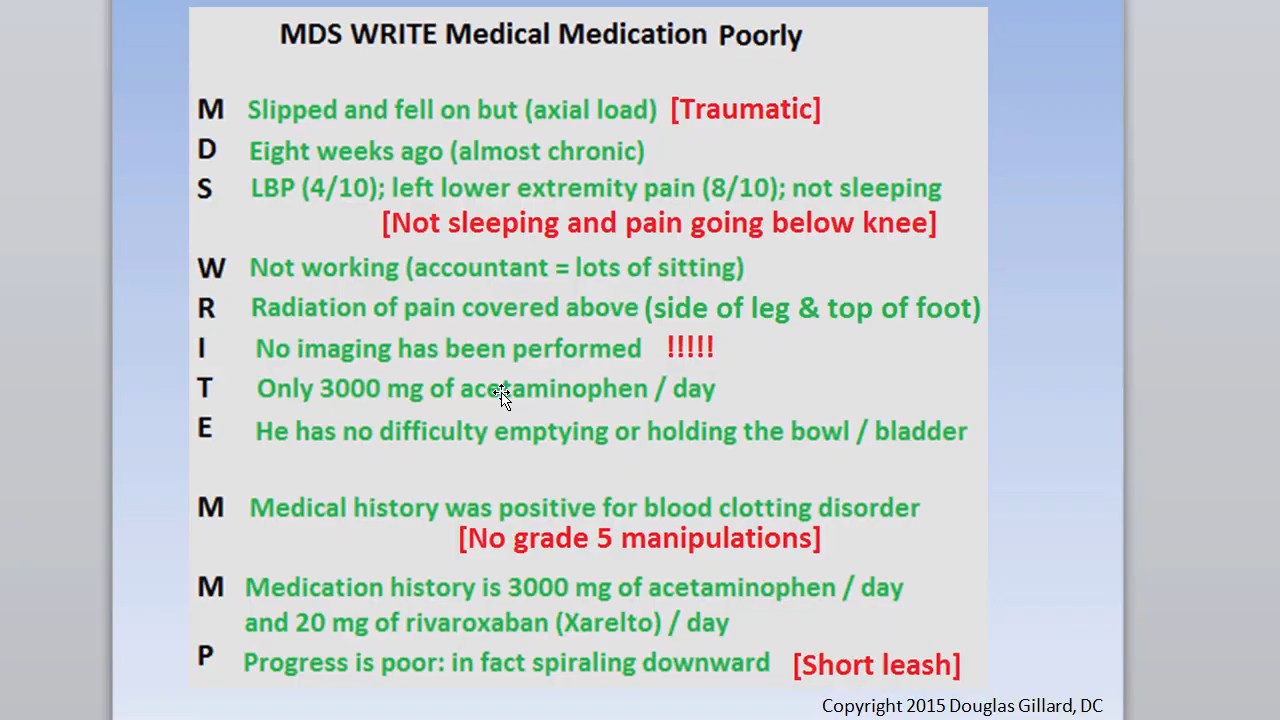 MDS WRITE Medical Medication Poorly
M Slipped and fell on but (axial load) [Traumatic]
D Eight weeks ago (almost chronic)
S LBP (4/10); left lower extremity pain (8/10); not sleeping
[Not sleeping and pain going below knee]
W Not working (accountant = lots of sitting)
R Radiation of pain covered above (side of leg & top of foot)
I No imaging has been performed !!!!!
T Only 3000 mg of acetaminophen / day
E He has no difficulty emptying or holding the bowl / bladder
M Medical history was positive for blood clotting disorder
[No grade 5 manipulations]
M Medication history is 3000 mg of acetaminophen / day
and 20 mg of rivaroxaban (Xarelto) / day
P Progress is poor: in fact spiraling downward [Short leash]
Copyright 2015 Douglas Gillard, DC